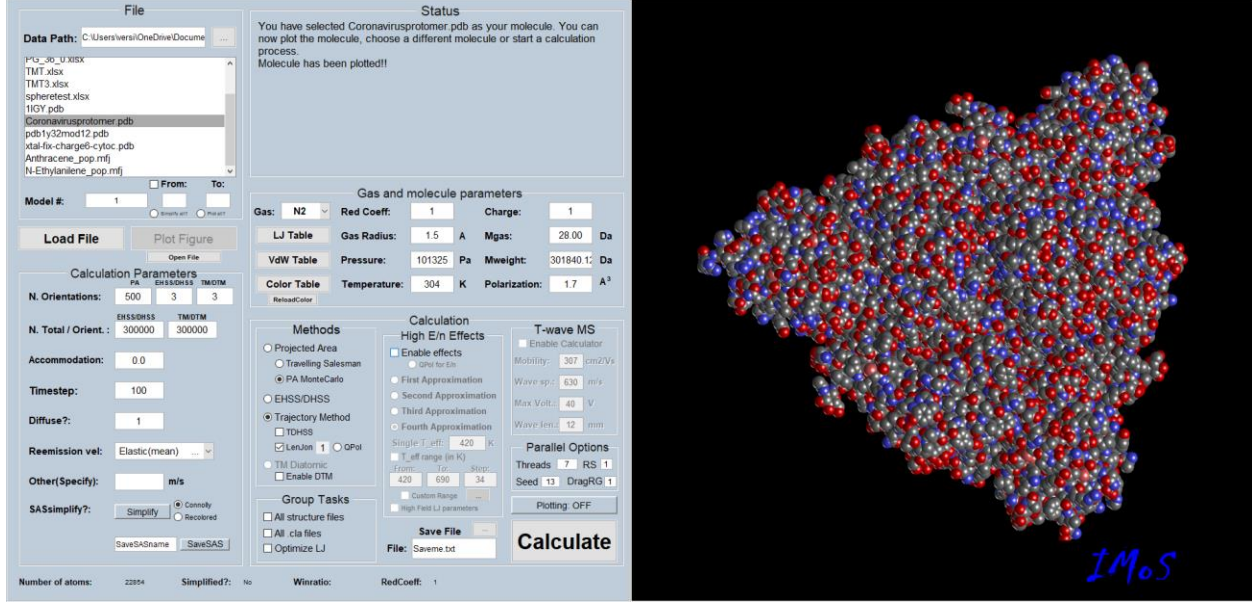 File
Data Path: C:\Users\versi\OneDrive\Docume ...
PG_36_0.xlsx
TMT.xlsx
TMT3.xlsx
spheretest.xlsx
1IGY.pdb
Coronavirusprotomer.pdb
pdb1y32mod12.pdb
xtal-fix-charge6-cytoc.pdb
Anthracene_pop.mfj
N-Ethylanilene_pop.mfj
From: To:
Model #: 1
Simplify all? Plot all?
Load File Plot Figure
Open File
Calculation Parameters
PA EHSS/DHSS TM/DTM
N. Orientations: 500 3 3
EHSS/DHSS TM/DTM
N. Total / Orient. : 300000 300000
Accommodation: 0.0
Timestep: 100
Diffuse?: 1
Reemission vel: Elastic(mean) ...
Other(Specify): m/s
SASsimplify?: Simplify Connolly
Recolored
SaveSASname SaveSAS
Status
You have selected Coronavirusprotomer.pdb as your molecule. You can
now plot the molecule, choose a different molecule or start a calculation
process.
Molecule has been plotted!!
Gas and molecule parameters
Gas: N2 Red Coeff: 1 Charge: 1
LJ Table Gas Radius: 1.5 A Mgas: 28.00 Da
VdW Table Pressure: 101325 Pa Mweight: 301840.12 Da
Color Table Temperature: 304 K Polarization: 1.7 A³
ReloadColor
Calculation
Methods
Projected Area
Travelling Salesman
PA MonteCarlo
EHSS/DHSS
Trajectory Method
TDHSS
LenJon 1 QPol
TM Diatomic
Enable DTM
Group Tasks
All structure files
All .cla files
Optimize LJ
High E/n Effects
Enable effects
QPol for E/n
First Approximation
Second Approximation
Third Approximation
Fourth Approximation
Single T_eff: 420 K
T_eff range (in K)
From: To: Step:
420 690 34
Custom Range ...
High Field LJ parameters
Save File ...
File: Saveme.txt
T-wave MS
Enable Calculator
Mobility: 307 cm2/Vs
Wave sp.: 630 m/s
Max Volt.: 40 V
Wave len.: 12 mm
Parallel Options
Threads 7 RS 1
Seed 13 DragRG 1
Plotting: OFF
Calculate
Number of atoms: 22854 Simplified?: No Winratio: RedCoeff: 1
IMoS